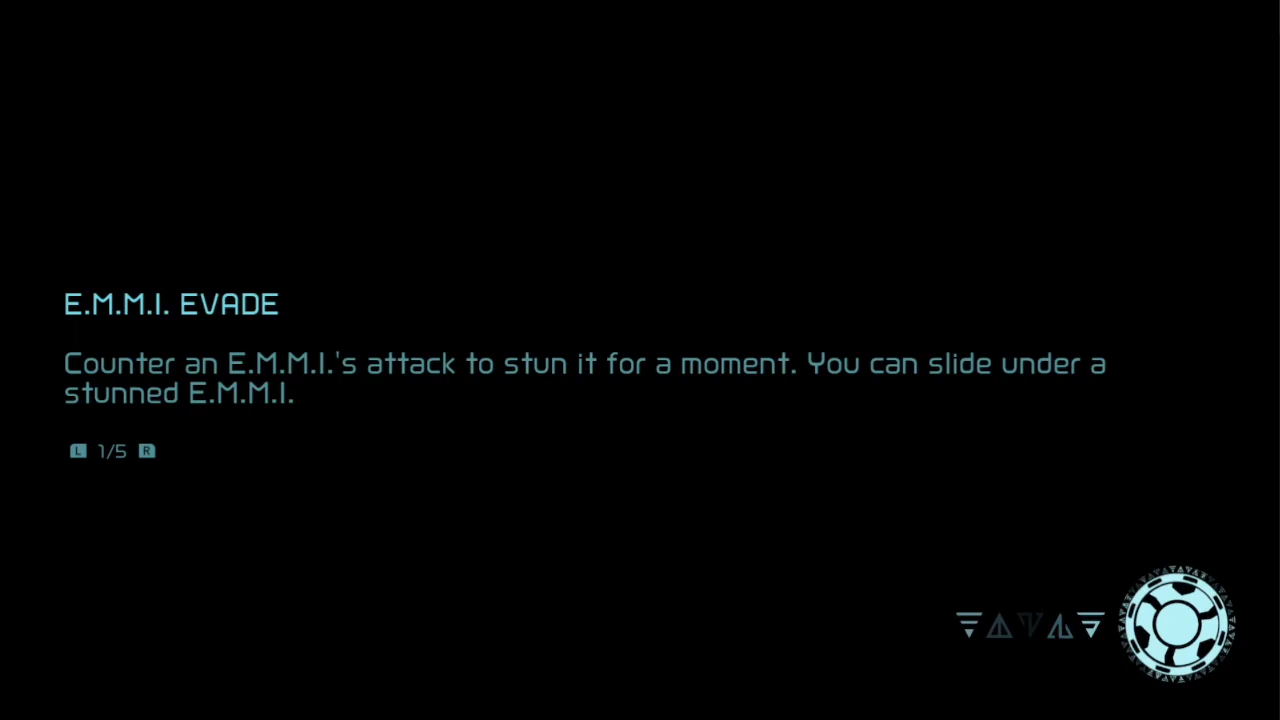 E.M.M.I. EVADE
Counter an E.M.M.I.'s attack to stun it for a moment. You can slide under a
stunned E.M.M.I.
L 1/5 R